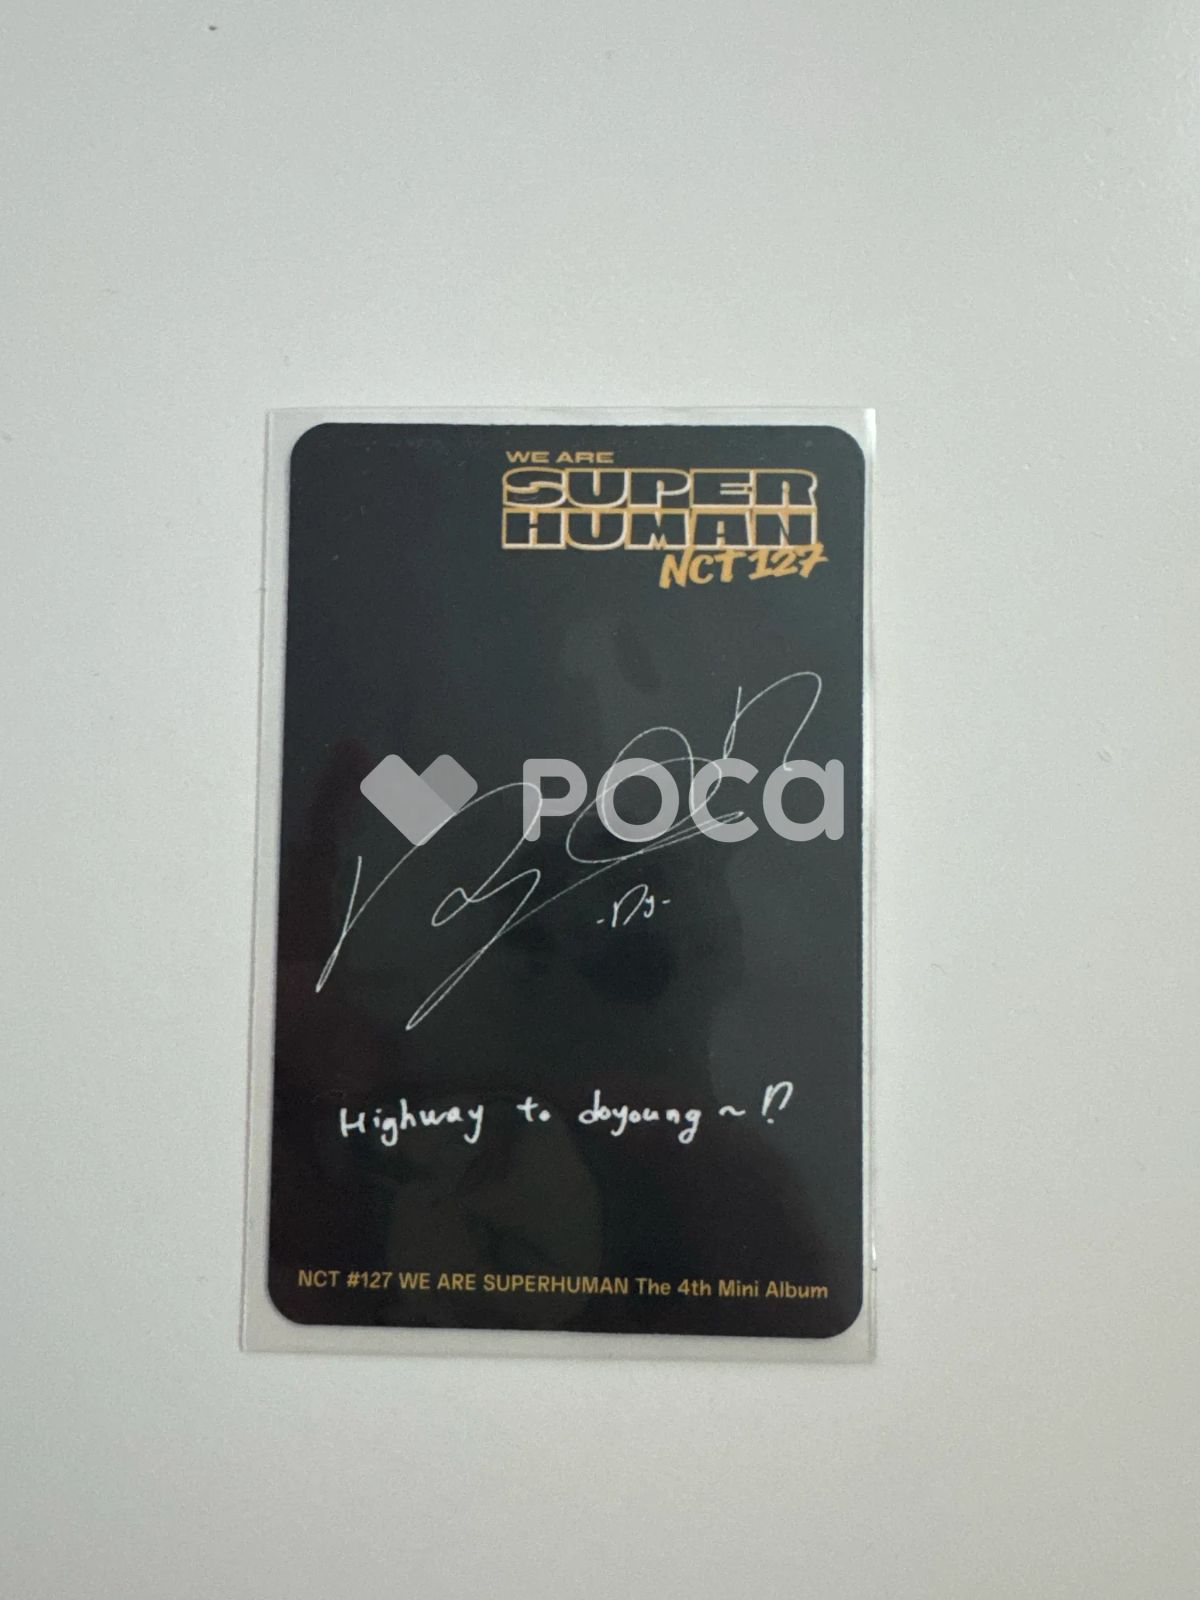 WE ARE
SUPER
HUMAN
NCT 127
POCA
-Dy-
Highway to doyoung ~ !?
NCT #127 WE ARE SUPERHUMAN The 4th Mini Album